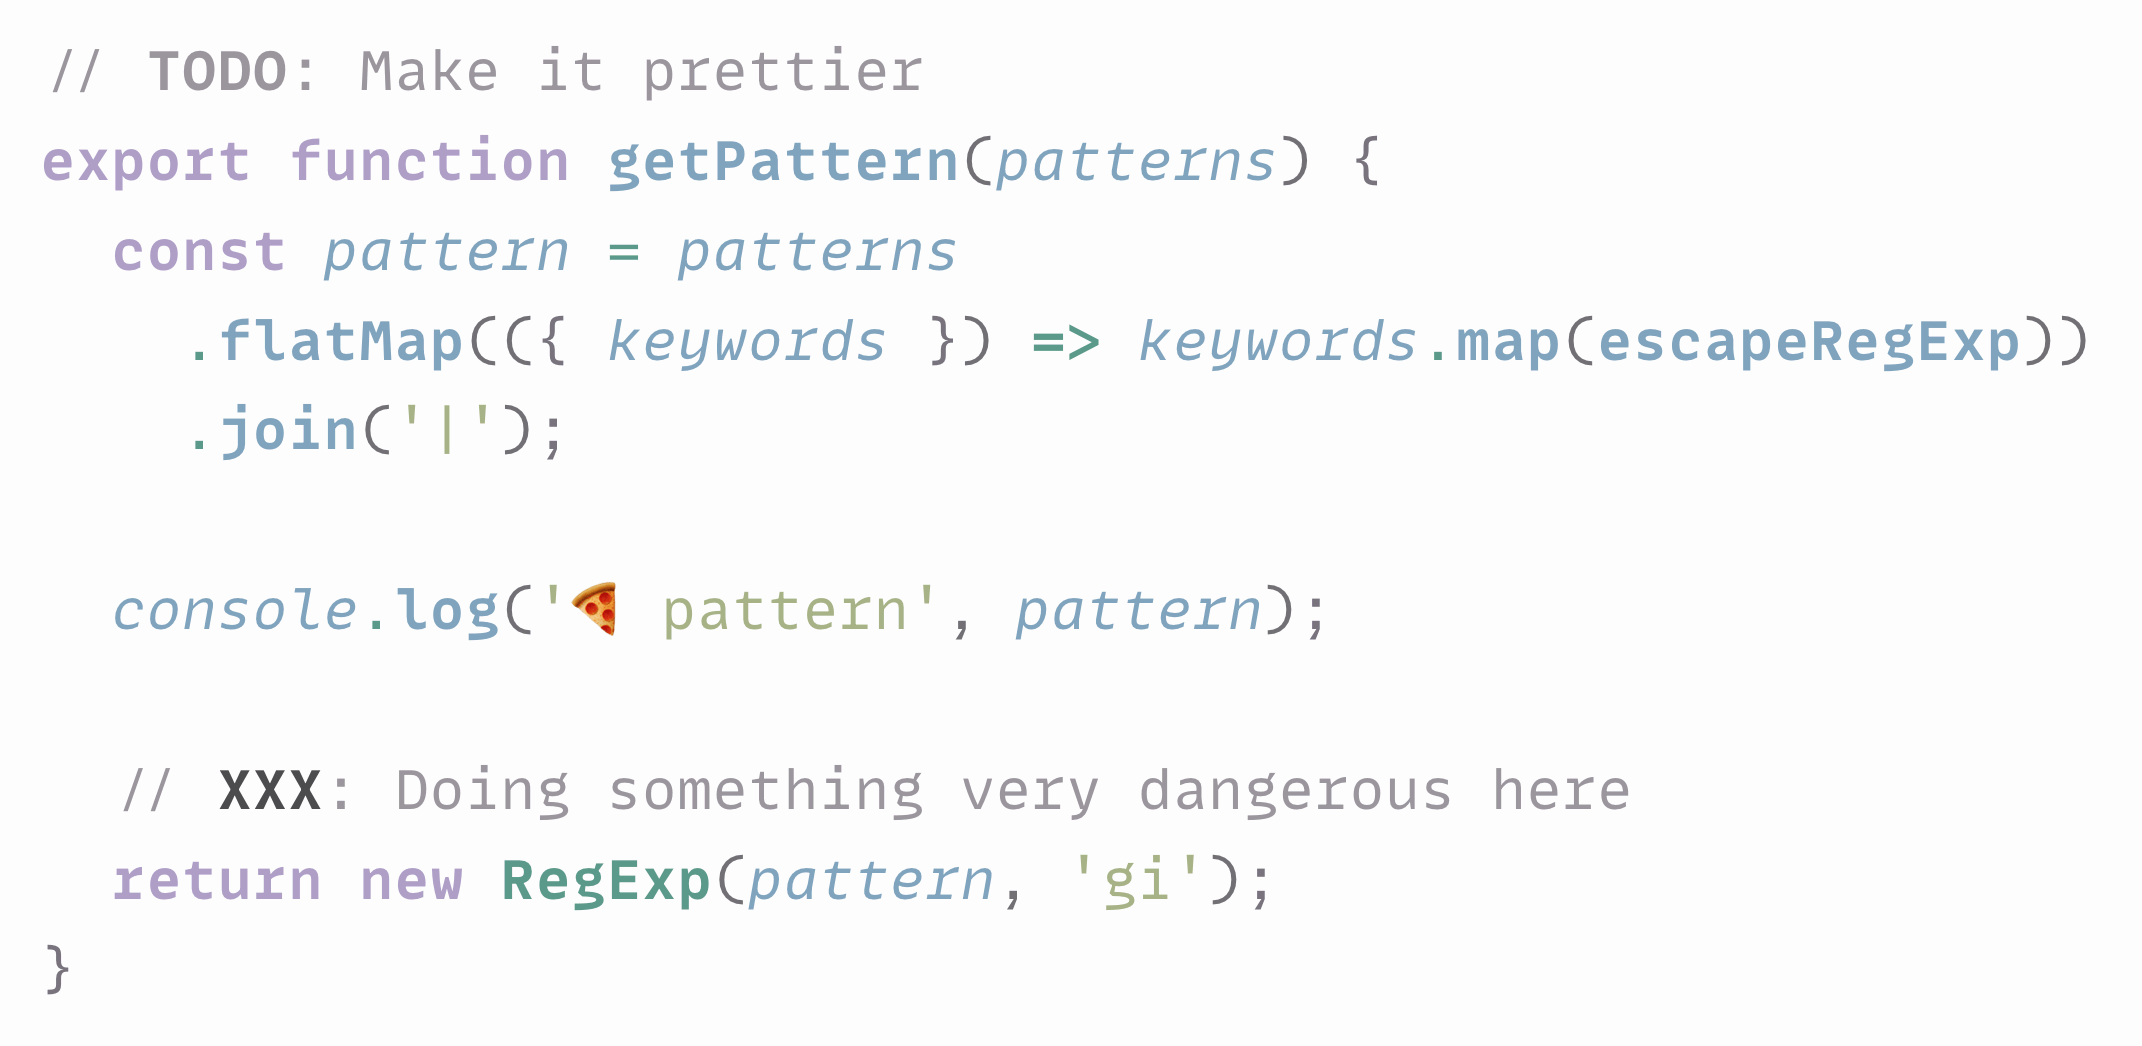 // TODO: Make it prettier
export function getPattern(patterns) {
  const pattern = patterns
    .flatMap(({ keywords }) => keywords.map(escapeRegExp))
    .join('|');

  console.log('🍕 pattern', pattern);

  // XXX: Doing something very dangerous here
  return new RegExp(pattern, 'gi');
}